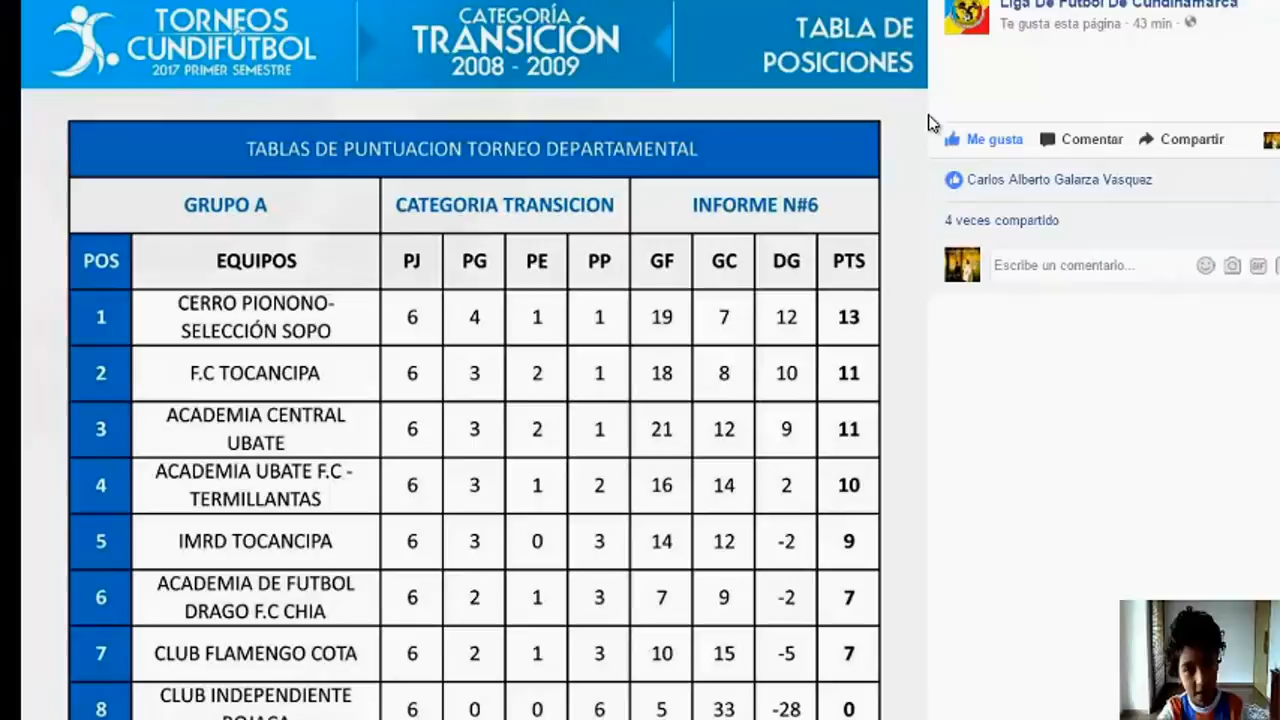 TORNEOS
CUNDIFÚTBOL
2017 PRIMER SEMESTRE
CATEGORÍA
TRANSICIÓN
2008 - 2009
TABLA DE
POSICIONES
TABLAS DE PUNTUACION TORNEO DEPARTAMENTAL
GRUPO A CATEGORIA TRANSICION INFORME N#6
POS EQUIPOS PJ PG PE PP GF GC DG PTS
1 CERRO PIONONO-
SELECCIÓN SOPO 6 4 1 1 19 7 12 13
2 F.C TOCANCIPA 6 3 2 1 18 8 10 11
3 ACADEMIA CENTRAL
UBATE 6 3 2 1 21 12 9 11
4 ACADEMIA UBATE F.C -
TERMILLANTAS 6 3 1 2 16 14 2 10
5 IMRD TOCANCIPA 6 3 0 3 14 12 -2 9
6 ACADEMIA DE FUTBOL
DRAGO F.C CHIA 6 2 1 3 7 9 -2 7
7 CLUB FLAMENGO COTA 6 2 1 3 10 15 -5 7
8 CLUB INDEPENDIENTE
6 0 0 6 5 33 -28 0
Liga De Futbol De Cundinamarca
Te gusta esta página · 43 min ·
Me gusta Comentar Compartir
Carlos Alberto Galarza Vasquez
4 veces compartido
Escribe un comentario...
GIF